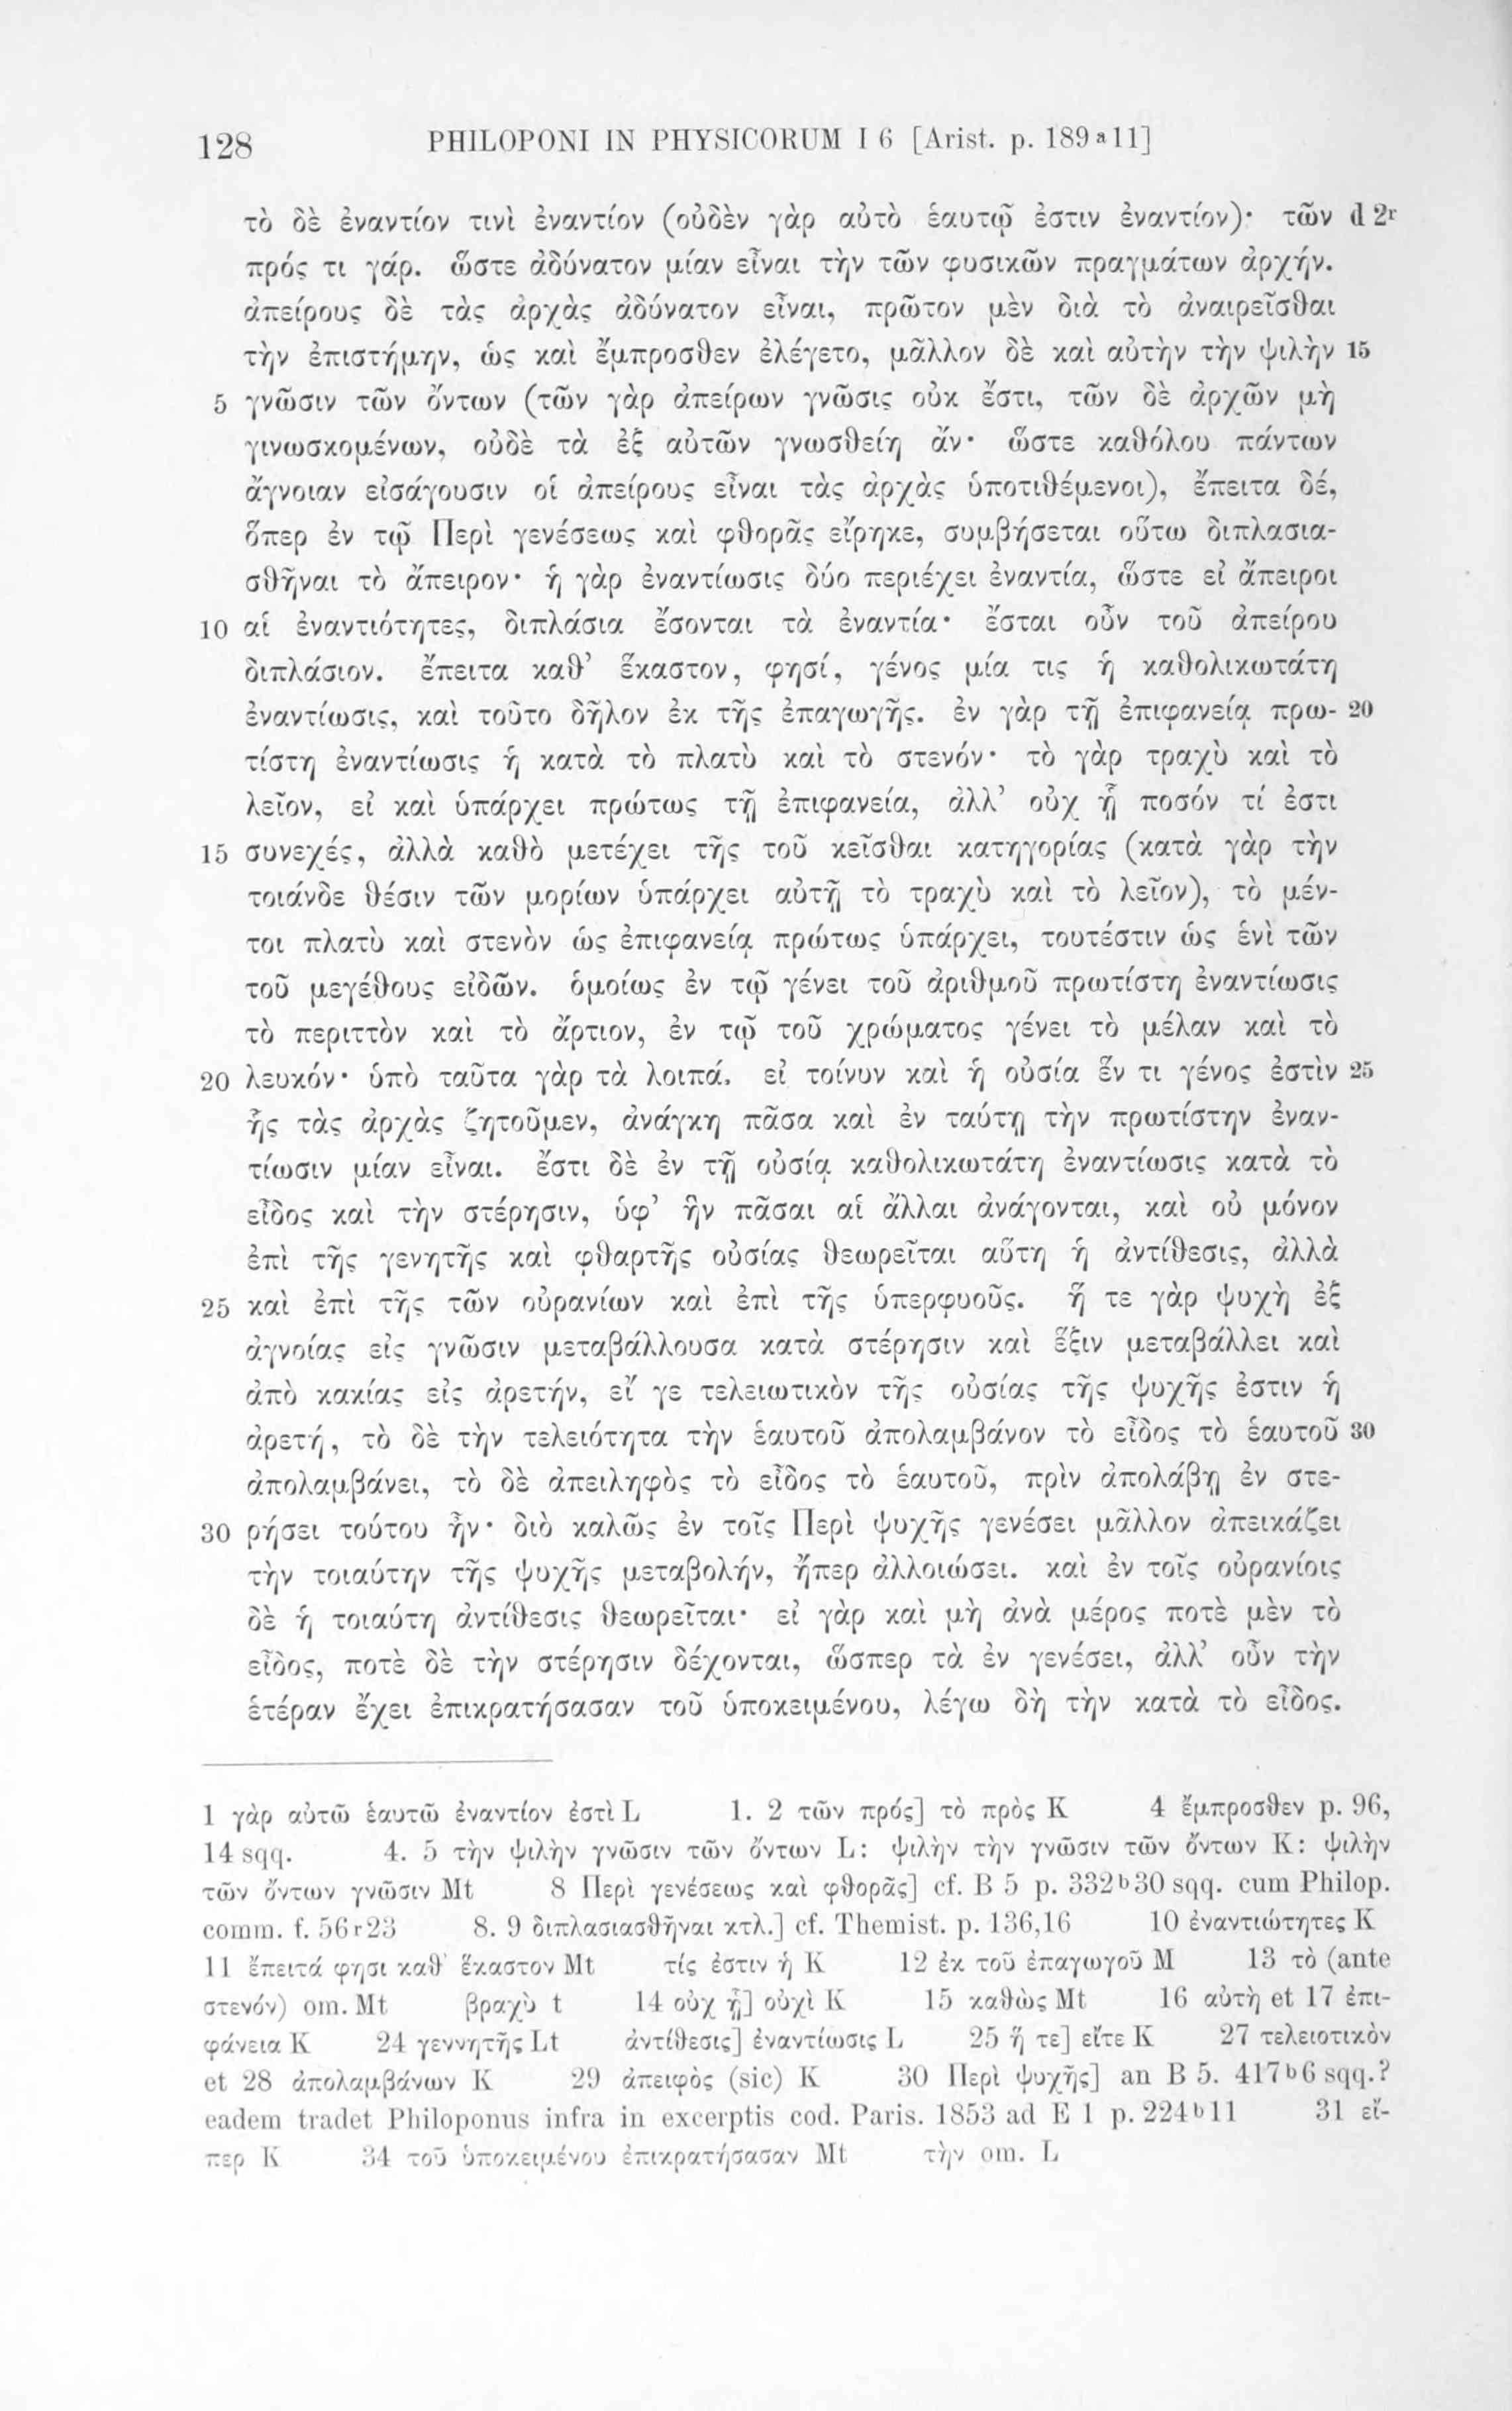 128 PHILOPONI IN PHYSICORUM I 6 [Arist. p. 189ᵃ11]
τὸ δὲ ἐναντίον τινὶ ἐναντίον (οὐδὲν γὰρ αὐτὸ ἑαυτῷ ἐστιν ἐναντίον)· τῶν d 2ʳ
πρός τι γάρ. ὥστε ἀδύνατον μίαν εἶναι τὴν τῶν φυσικῶν πραγμάτων ἀρχήν.
ἀπείρους δὲ τὰς ἀρχὰς ἀδύνατον εἶναι, πρῶτον μὲν διὰ τὸ ἀναιρεῖσθαι
τὴν ἐπιστήμην, ὡς καὶ ἔμπροσθεν ἐλέγετο, μᾶλλον δὲ καὶ αὐτὴν τὴν ψιλὴν 15
5 γνῶσιν τῶν ὄντων (τῶν γὰρ ἀπείρων γνῶσις οὐκ ἔστι, τῶν δὲ ἀρχῶν μὴ
γινωσκομένων, οὐδὲ τὰ ἐξ αὐτῶν γνωσθείη ἄν· ὥστε καθόλου πάντων
ἄγνοιαν εἰσάγουσιν οἱ ἀπείρους εἶναι τὰς ἀρχὰς ὑποτιθέμενοι), ἔπειτα δέ,
ὅπερ ἐν τῷ Περὶ γενέσεως καὶ φθορᾶς εἴρηκε, συμβήσεται οὕτω διπλασια-
σθῆναι τὸ ἄπειρον· ἡ γὰρ ἐναντίωσις δύο περιέχει ἐναντία, ὥστε εἰ ἄπειροι
10 αἱ ἐναντιότητες, διπλάσια ἔσονται τὰ ἐναντία· ἔσται οὖν τοῦ ἀπείρου
διπλάσιον. ἔπειτα καθ’ ἕκαστον, φησί, γένος μία τις ἡ καθολικωτάτη
ἐναντίωσις, καὶ τοῦτο δῆλον ἐκ τῆς ἐπαγωγῆς. ἐν γὰρ τῇ ἐπιφανείᾳ πρω- 20
τίστη ἐναντίωσις ἡ κατὰ τὸ πλατὺ καὶ τὸ στενόν· τὸ γὰρ τραχὺ καὶ τὸ
λεῖον, εἰ καὶ ὑπάρχει πρώτως τῇ ἐπιφανείᾳ, ἀλλ’ οὐχ ᾗ ποσόν τί ἐστι
15 συνεχές, ἀλλὰ καθὸ μετέχει τῆς τοῦ κεῖσθαι κατηγορίας (κατὰ γὰρ τὴν
τοιάνδε θέσιν τῶν μορίων ὑπάρχει αὐτῇ τὸ τραχὺ καὶ τὸ λεῖον), τὸ μέν-
τοι πλατὺ καὶ στενὸν ὡς ἐπιφανείᾳ πρώτως ὑπάρχει, τουτέστιν ὡς ἑνὶ τῶν
τοῦ μεγέθους εἰδῶν. ὁμοίως ἐν τῷ γένει τοῦ ἀριθμοῦ πρωτίστη ἐναντίωσις
τὸ περιττὸν καὶ τὸ ἄρτιον, ἐν τῷ τοῦ χρώματος γένει τὸ μέλαν καὶ τὸ
20 λευκόν· ὑπὸ ταῦτα γὰρ τὰ λοιπά. εἰ τοίνυν καὶ ἡ οὐσία ἕν τι γένος ἐστὶν 25
ἧς τὰς ἀρχὰς ζητοῦμεν, ἀνάγκη πᾶσα καὶ ἐν ταύτῃ τὴν πρωτίστην ἐναν-
τίωσιν μίαν εἶναι. ἔστι δὲ ἐν τῇ οὐσίᾳ καθολικωτάτη ἐναντίωσις κατὰ τὸ
εἶδος καὶ τὴν στέρησιν, ὑφ’ ἣν πᾶσαι αἱ ἄλλαι ἀνάγονται, καὶ οὐ μόνον
ἐπὶ τῆς γενητῆς καὶ φθαρτῆς οὐσίας θεωρεῖται αὕτη ἡ ἀντίθεσις, ἀλλὰ
25 καὶ ἐπὶ τῆς τῶν οὐρανίων καὶ ἐπὶ τῆς ὑπερφυοῦς. ἥ τε γὰρ ψυχὴ ἐξ
ἀγνοίας εἰς γνῶσιν μεταβάλλουσα κατὰ στέρησιν καὶ ἕξιν μεταβάλλει καὶ
ἀπὸ κακίας εἰς ἀρετήν, εἴ γε τελειωτικὸν τῆς οὐσίας τῆς ψυχῆς ἐστιν ἡ
ἀρετή, τὸ δὲ τὴν τελειότητα τὴν ἑαυτοῦ ἀπολαμβάνον τὸ εἶδος τὸ ἑαυτοῦ 30
ἀπολαμβάνει, τὸ δὲ ἀπειληφὸς τὸ εἶδος τὸ ἑαυτοῦ, πρὶν ἀπολάβῃ ἐν στε-
30 ρήσει τούτου ἦν· διὸ καλῶς ἐν τοῖς Περὶ ψυχῆς γενέσει μᾶλλον ἀπεικάζει
τὴν τοιαύτην τῆς ψυχῆς μεταβολήν, ἤπερ ἀλλοιώσει. καὶ ἐν τοῖς οὐρανίοις
δὲ ἡ τοιαύτη ἀντίθεσις θεωρεῖται· εἰ γὰρ καὶ μὴ ἀνὰ μέρος ποτὲ μὲν τὸ
εἶδος, ποτὲ δὲ τὴν στέρησιν δέχονται, ὥσπερ τὰ ἐν γενέσει, ἀλλ’ οὖν τὴν
ἑτέραν ἔχει ἐπικρατήσασαν τοῦ ὑποκειμένου, λέγω δὴ τὴν κατὰ τὸ εἶδος.
1 γὰρ αὐτῶ ἑαυτῶ ἐναντίον ἐστὶ L 1. 2 τῶν πρός] τὸ πρὸς K 4 ἔμπροσθεν p. 96,
14 sqq. 4. 5 τὴν ψιλὴν γνῶσιν τῶν ὄντων L: ψιλὴν τὴν γνῶσιν τῶν ὄντων K: ψιλὴν
τῶν ὄντων γνῶσιν Mt 8 Περὶ γενέσεως καὶ φθορᾶς] cf. B 5 p. 332ᵇ30 sqq. cum Philop.
comm. f. 56ʳ23 8. 9 διπλασιασθῆναι κτλ.] cf. Themist. p. 136,16 10 ἐναντιώτητες K
11 ἔπειτά φησι καθ’ ἕκαστον Mt τίς ἐστιν ἡ K 12 ἐκ τοῦ ἐπαγωγοῦ M 13 τὸ (ante
στενόν) om. Mt βραχὺ t 14 οὐχ ᾗ] οὐχὶ K 15 καθὼς Mt 16 αὐτὴ et 17 ἐπι-
φάνεια K 24 γεννητῆς Lt ἀντίθεσις] ἐναντίωσις L 25 ἥ τε] εἴτε K 27 τελειοτικὸν
et 28 ἀπολαμβάνων K 29 ἀπειφὸς (sic) K 30 Περὶ ψυχῆς] an B 5. 417ᵇ6 sqq.?
eadem tradet Philoponus infra in excerptis cod. Paris. 1853 ad E 1 p. 224ᵇ11 31 εἴ-
περ K 34 τοῦ ὑποκειμένου ἐπικρατήσασαν Mt τὴν om. L